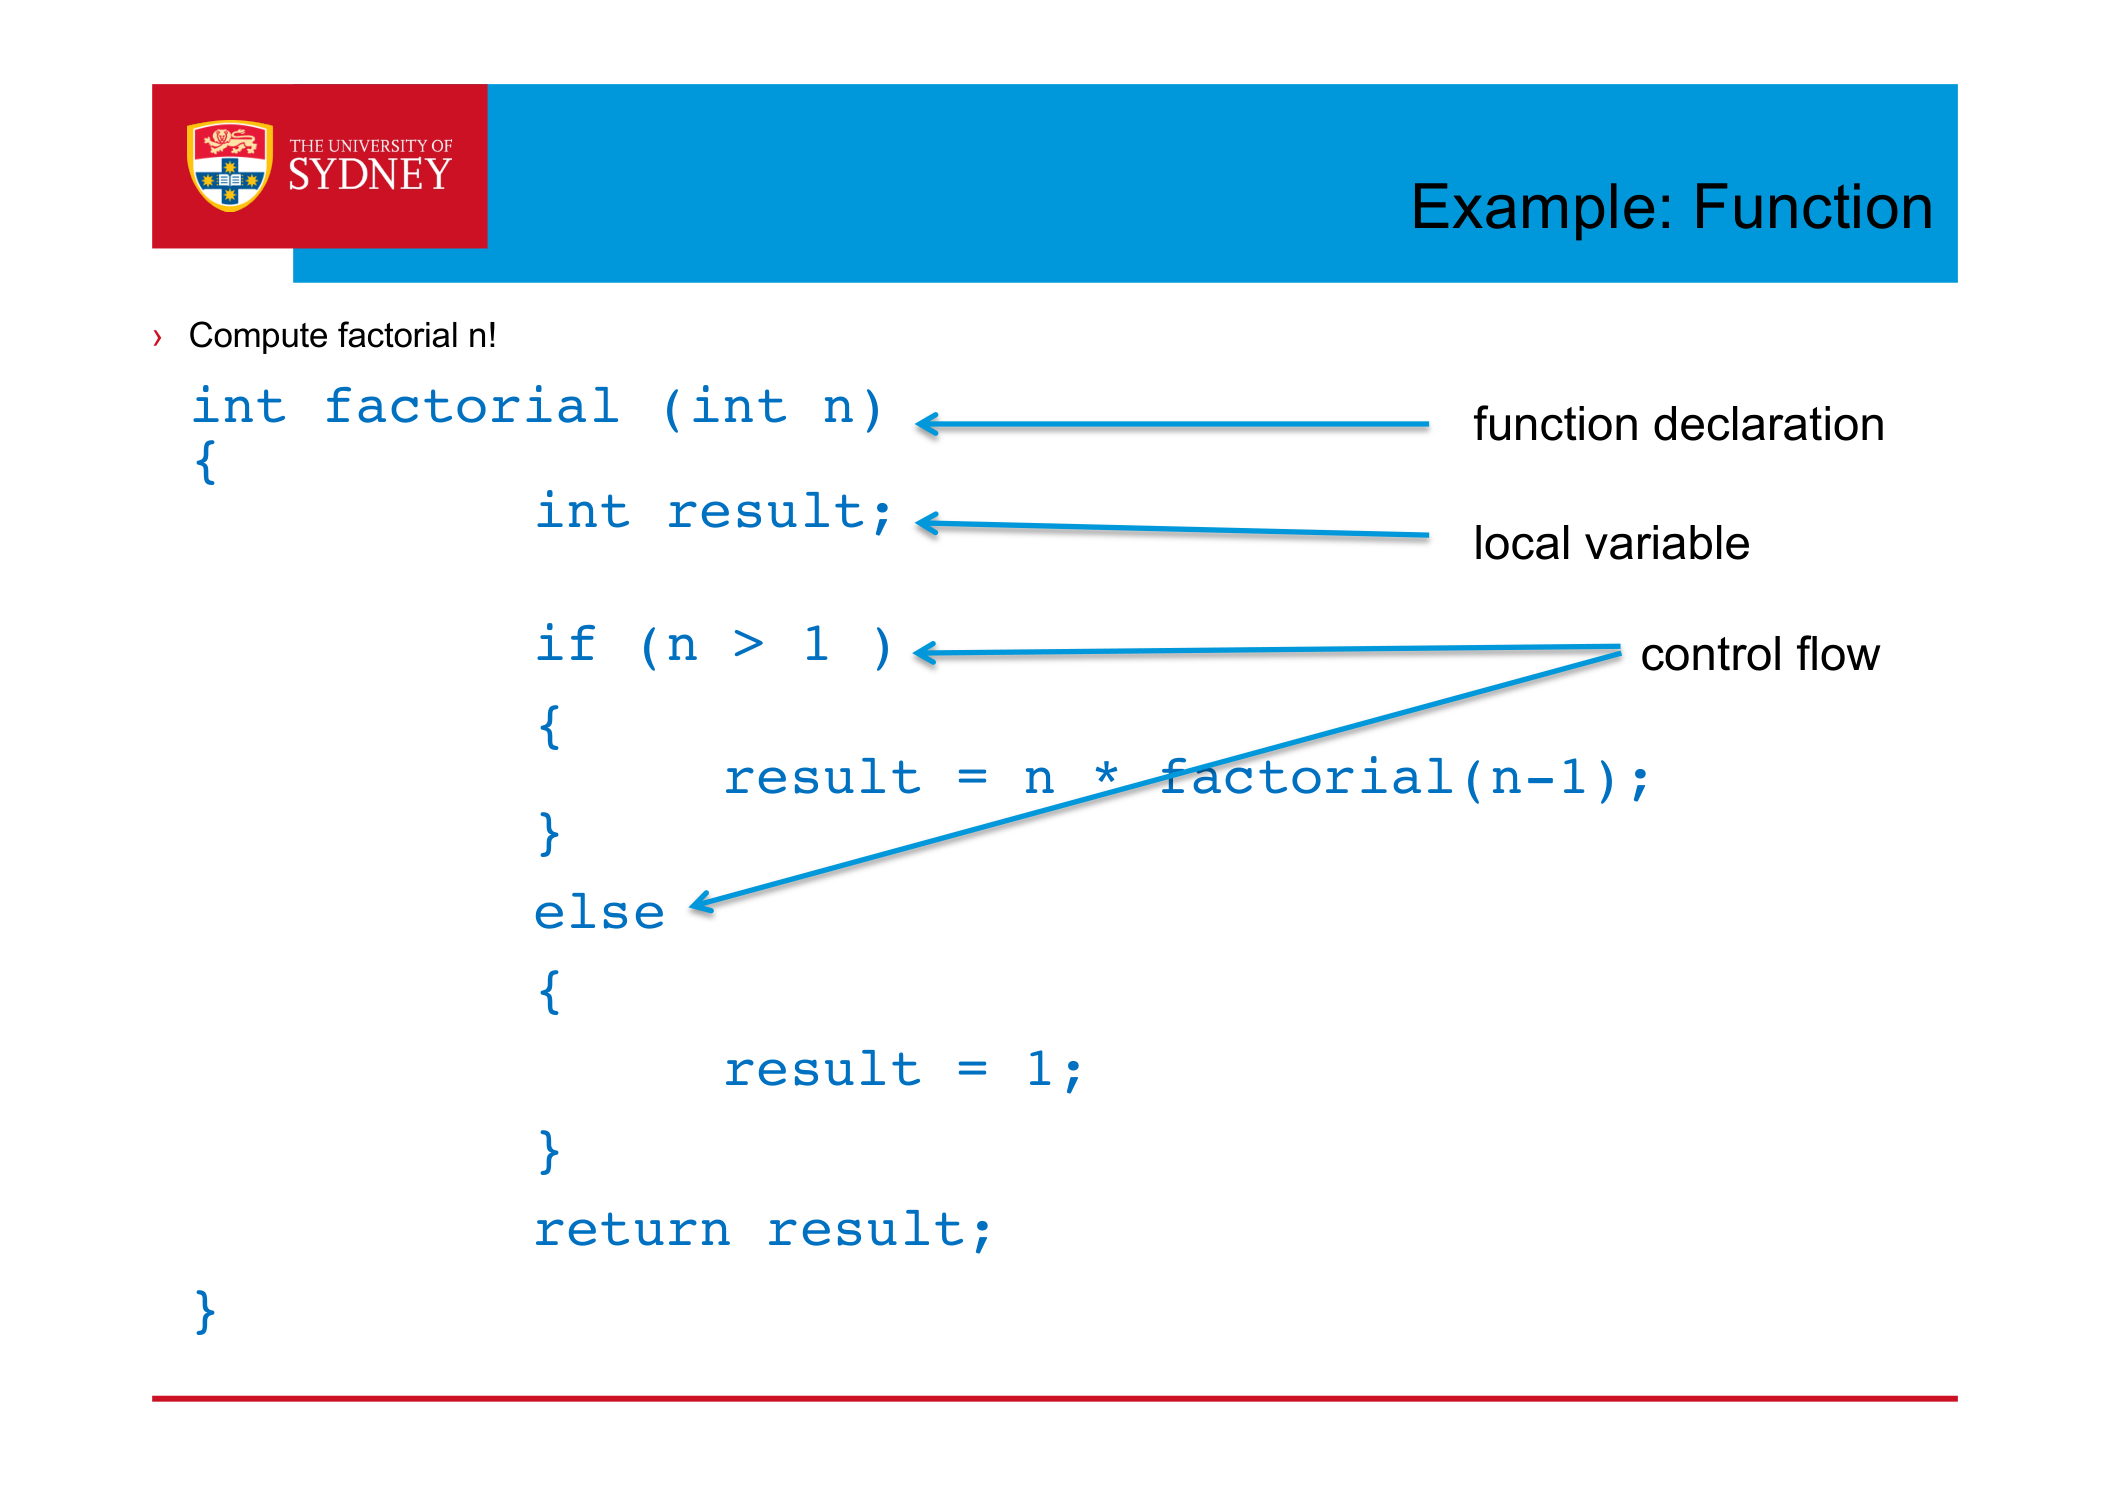 THE UNIVERSITY OF
SYDNEY
Example: Function
› Compute factorial n!
int factorial (int n)
function declaration
{
int result;
local variable
if (n > 1 )
control flow
{
result = n * factorial(n-1);
}
else
{
result = 1;
}
return result;
}